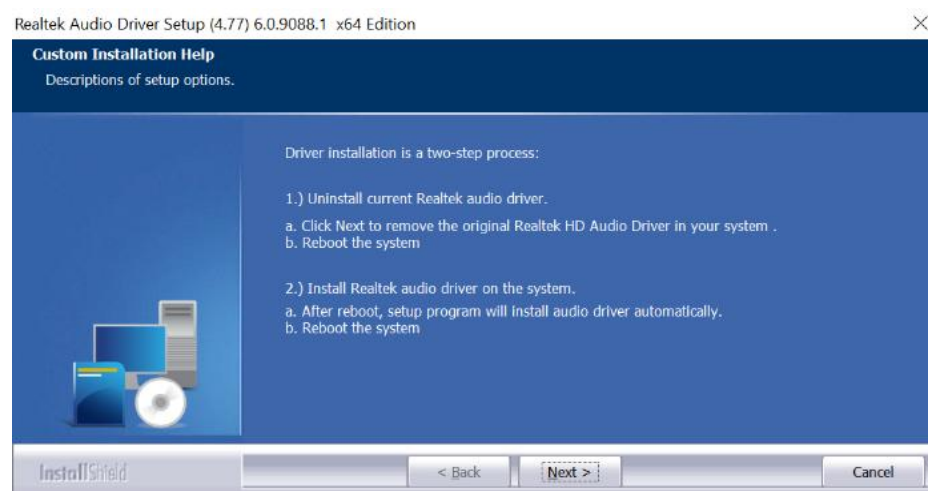 Realtek Audio Driver Setup (4.77) 6.0.9088.1 x64 Edition
Custom Installation Help
Descriptions of setup options.
Driver installation is a two-step process:
1.) Uninstall current Realtek audio driver.
a. Click Next to remove the original Realtek HD Audio Driver in your system .
b. Reboot the system
2.) Install Realtek audio driver on the system.
a. After reboot, setup program will install audio driver automatically.
b. Reboot the system
InstallShield
< Back
Next >
Cancel